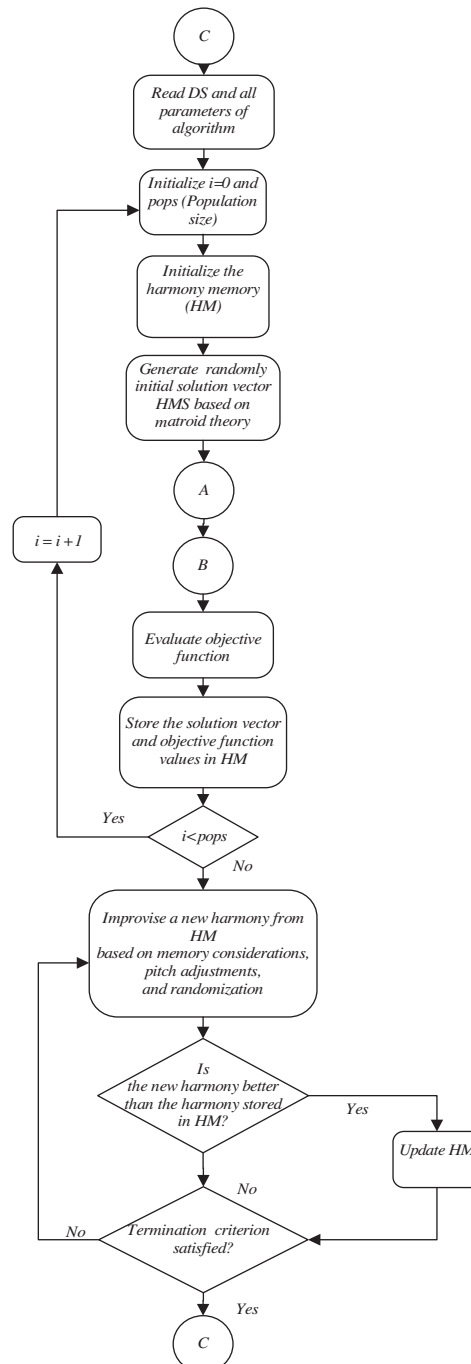 C
Read DS and all
parameters of
algorithm
Initialize i=0 and
pops (Population
size)
Initialize the
harmony memory
(HM)
Generate randomly
initial solution vector
HMS based on
matroid theory
A
i = i + 1
B
Evaluate objective
function
Store the solution vector
and objective function
values in HM
Yes
i<pops
No
Improvise a new harmony from
HM
based on memory considerations,
pitch adjustments,
and randomization
Is
the new harmony better
than the harmony stored
in HM?
Yes
Update HM
No
No
Termination criterion
satisfied?
Yes
C